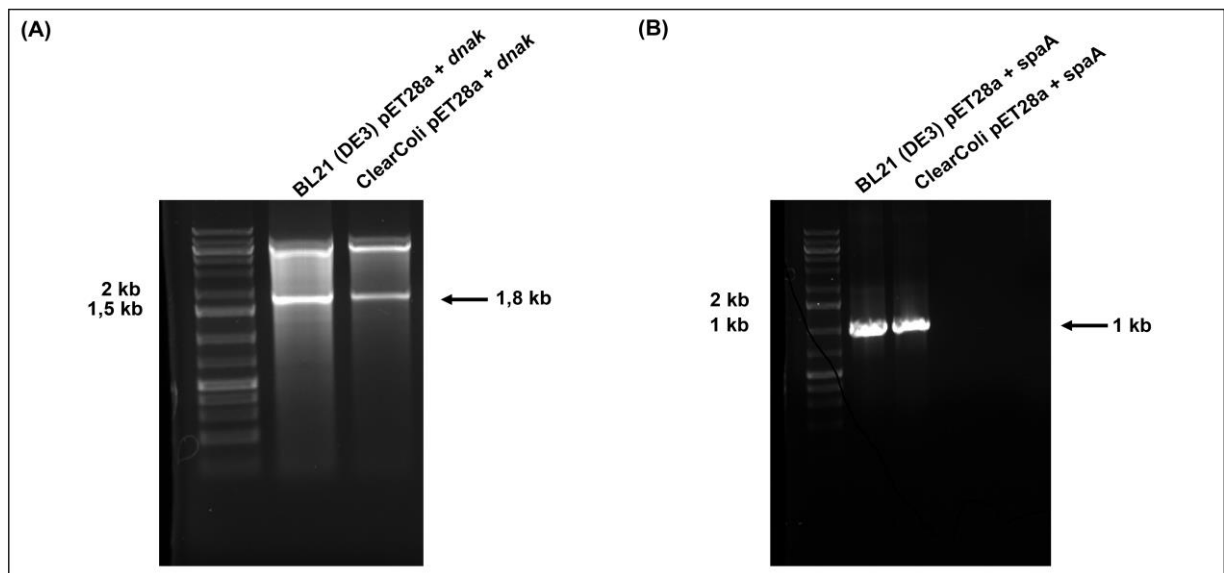 (A)
BL21 (DE3) pET28a + dnak
ClearColi pET28a + dnak
2 kb
1,5 kb
1,8 kb
(B)
BL21 (DE3) pET28a + spaA
ClearColi pET28a + spaA
2 kb
1 kb
1 kb